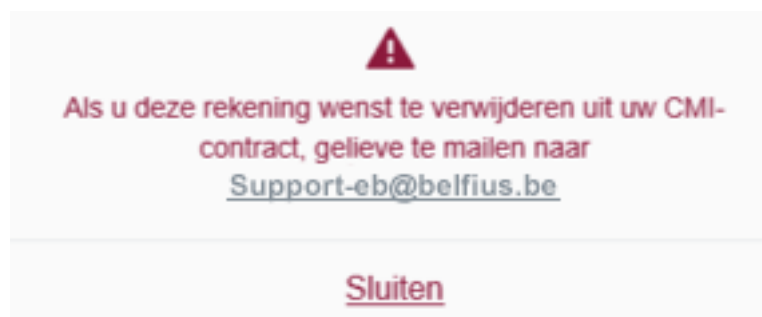 Als u deze rekening wenst te verwijderen uit uw CMI-
contract, gelieve te mailen naar
Support-eb@belfius.be
Sluiten